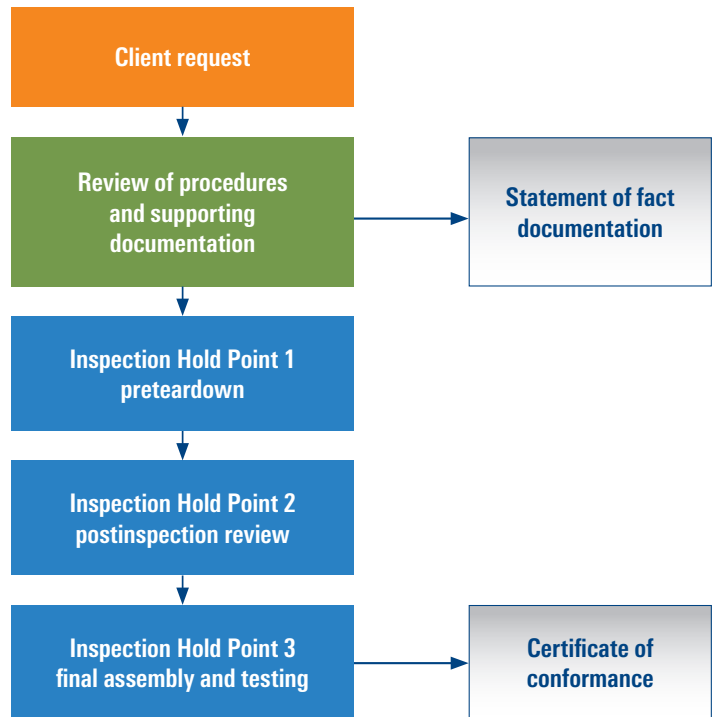 Client request
Review of procedures
and supporting
documentation
Statement of fact
documentation
Inspection Hold Point 1
preteardown
Inspection Hold Point 2
postinspection review
Inspection Hold Point 3
final assembly and testing
Certificate of
conformance